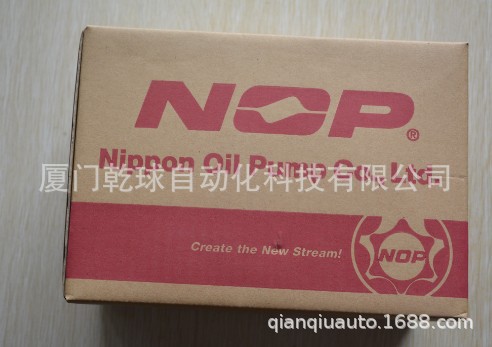 NOP®
Nippon Oil Pump Co., Ltd.
厦门乾球自动化科技有限公司
Create the New Stream!
NOP
qianqiuauto.1688.com